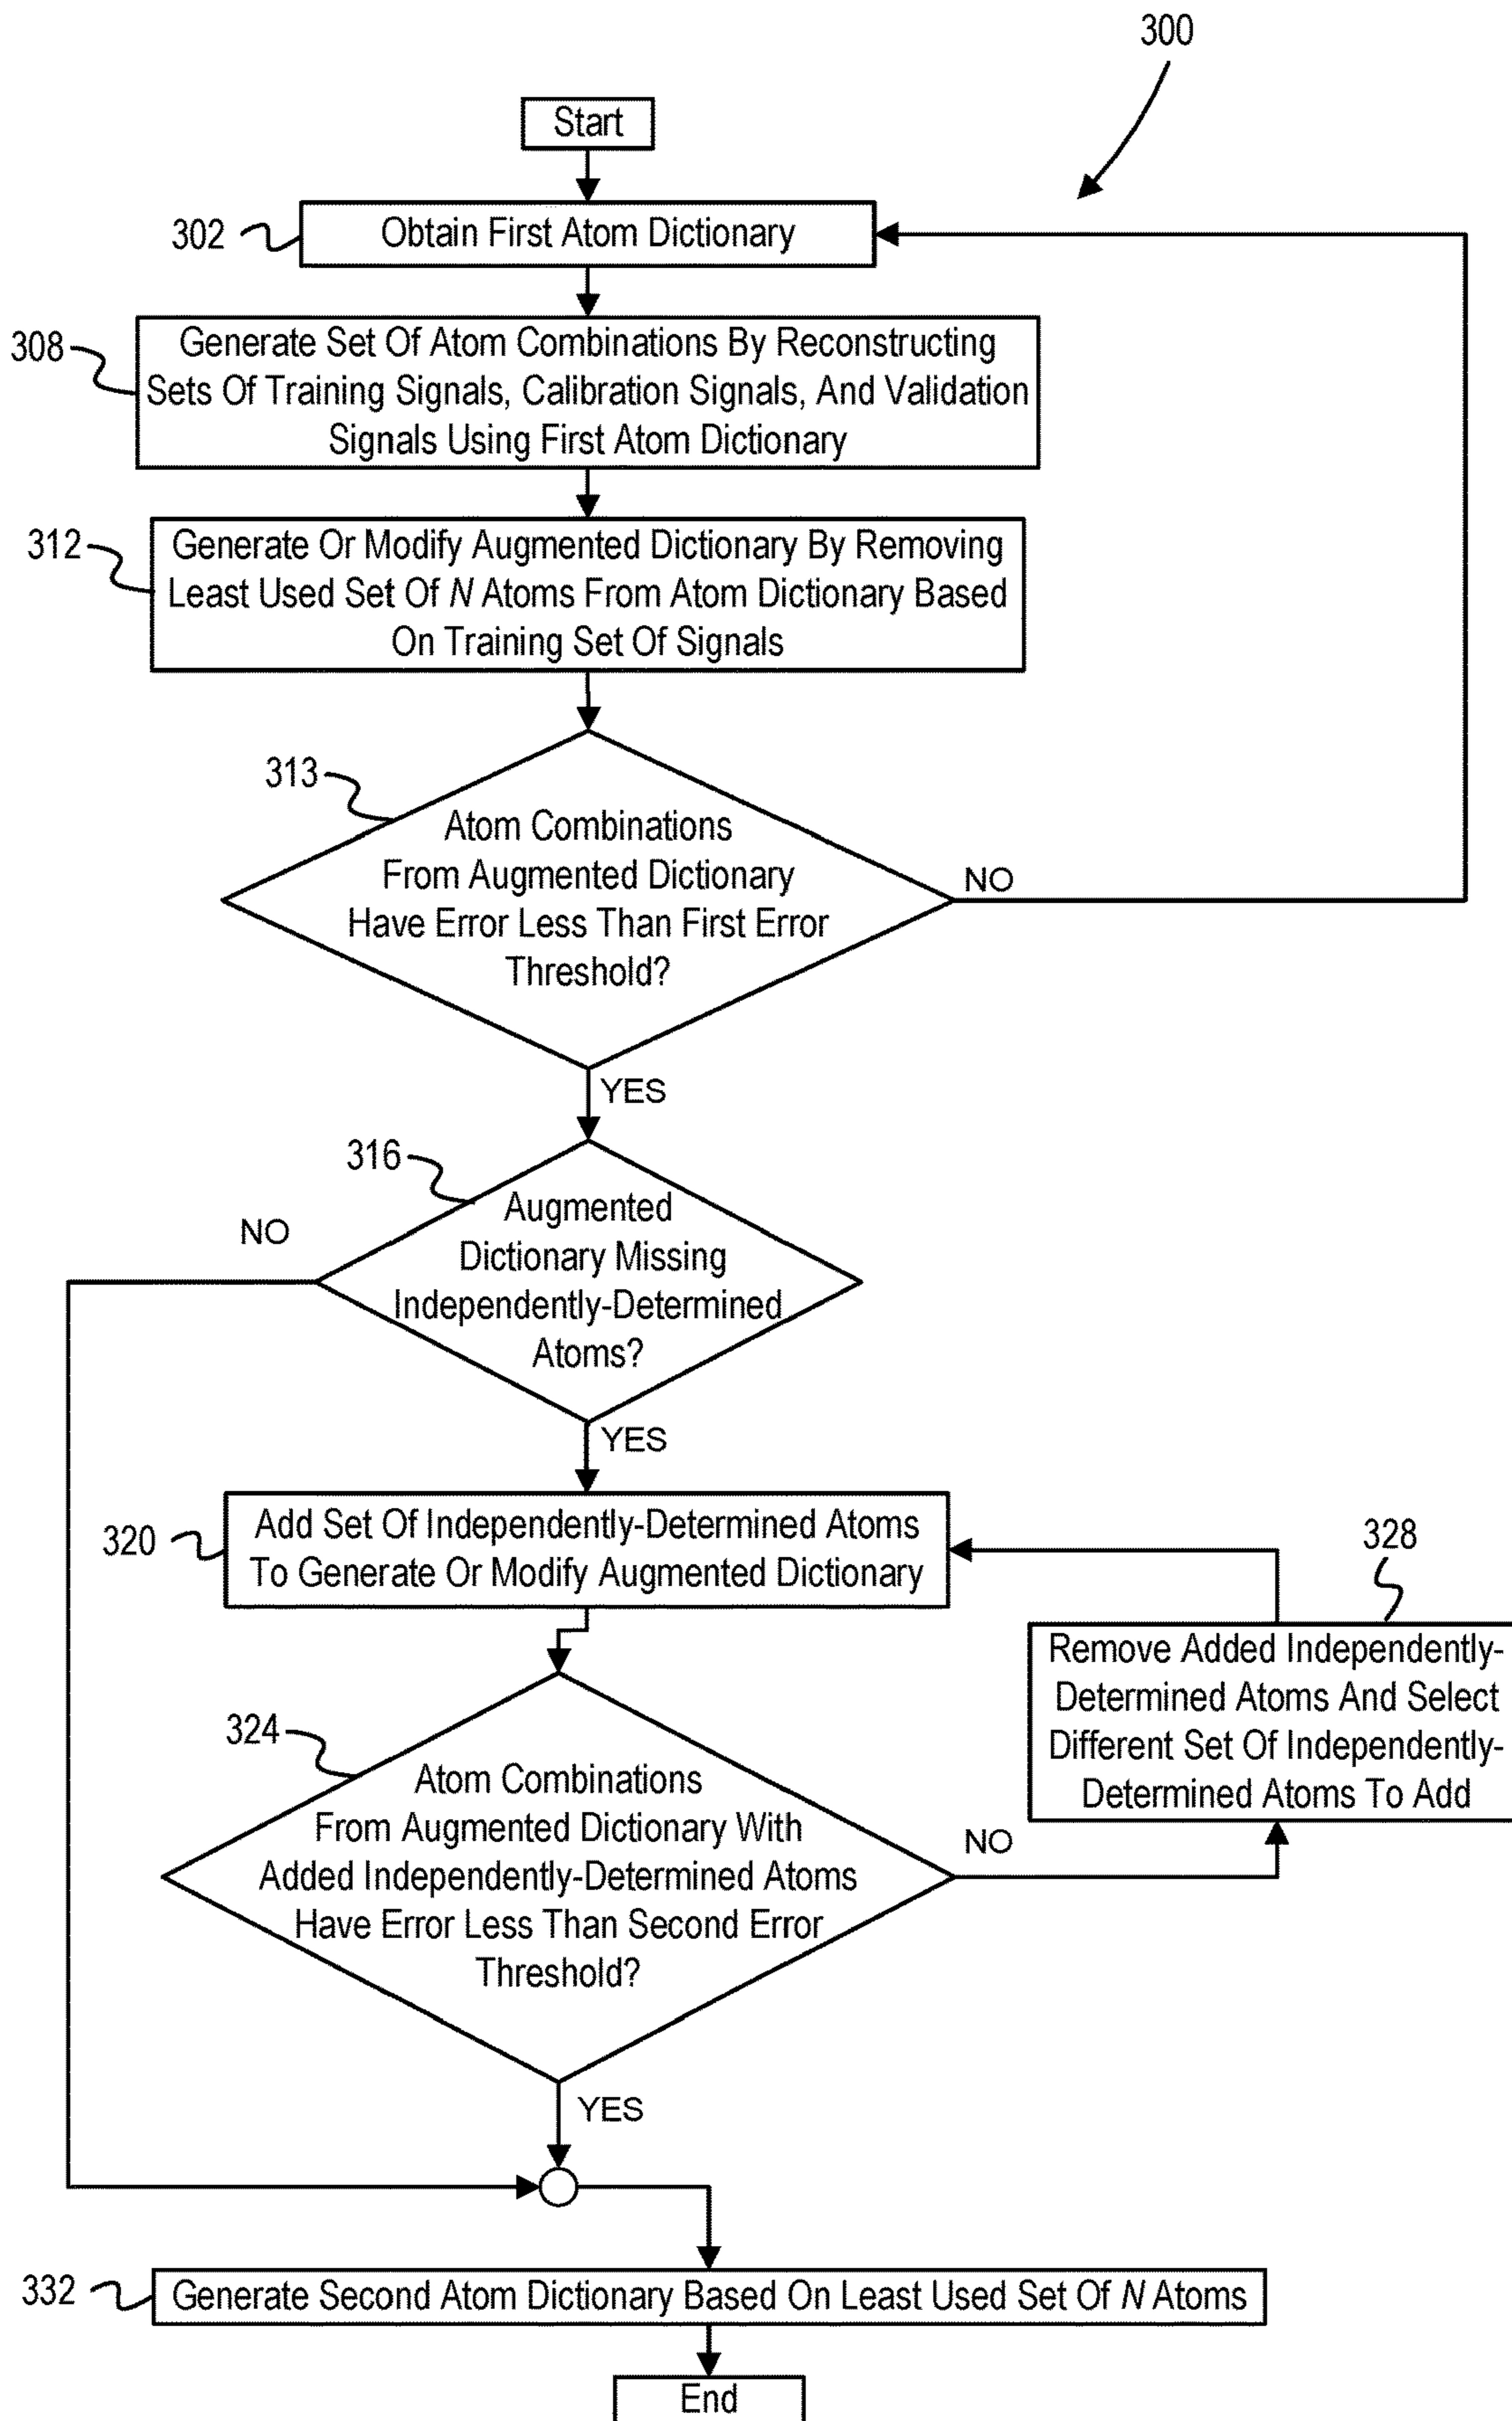 300
Start
302
Obtain First Atom Dictionary
308
Generate Set Of Atom Combinations By Reconstructing
Sets Of Training Signals, Calibration Signals, And Validation
Signals Using First Atom Dictionary
312
Generate Or Modify Augmented Dictionary By Removing
Least Used Set Of N Atoms From Atom Dictionary Based
On Training Set Of Signals
313
Atom Combinations
From Augmented Dictionary
Have Error Less Than First Error
Threshold?
NO
YES
316
Augmented
Dictionary Missing
Independently-Determined
Atoms?
NO
YES
320
Add Set Of Independently-Determined Atoms
To Generate Or Modify Augmented Dictionary
328
Remove Added Independently-
Determined Atoms And Select
Different Set Of Independently-
Determined Atoms To Add
324
Atom Combinations
From Augmented Dictionary With
Added Independently-Determined Atoms
Have Error Less Than Second Error
Threshold?
NO
YES
332
Generate Second Atom Dictionary Based On Least Used Set Of N Atoms
End